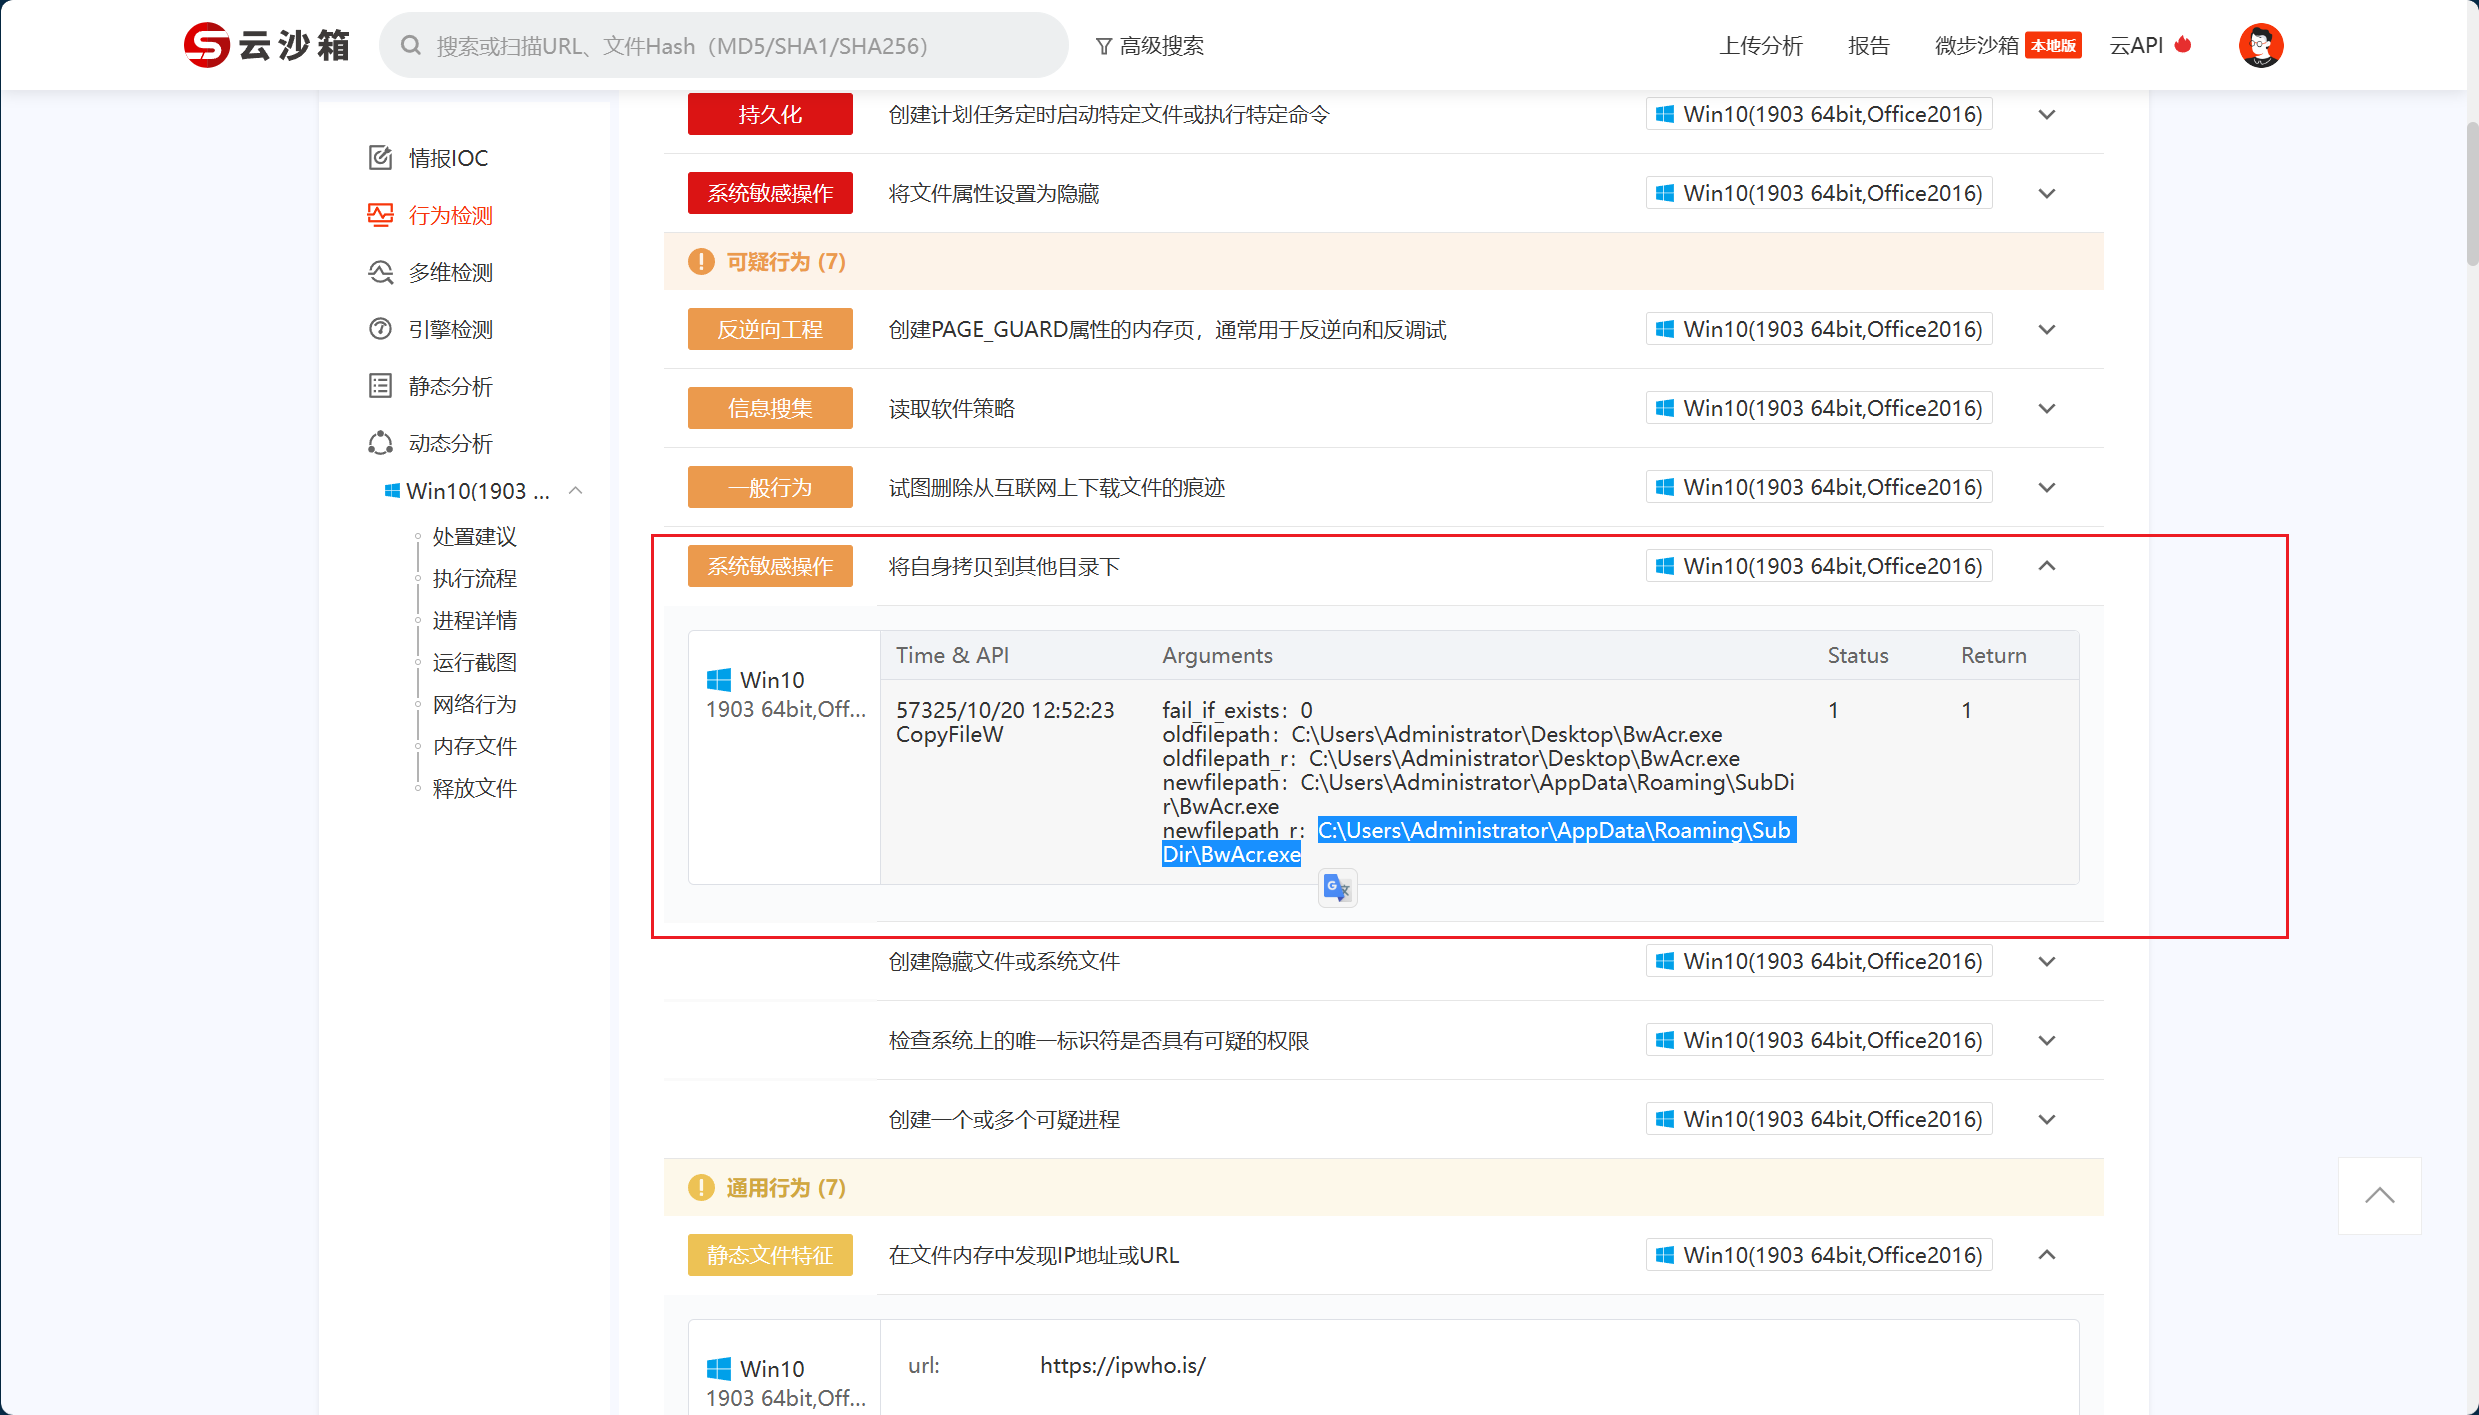 云沙箱
搜索或扫描URL、文件Hash（MD5/SHA1/SHA256）
高级搜索
上传分析
报告
微步沙箱 本地版
云API
情报IOC
行为检测
多维检测
引擎检测
静态分析
动态分析
Win10(1903 ...
处置建议
执行流程
进程详情
运行截图
网络行为
内存文件
释放文件
持久化 创建计划任务定时启动特定文件或执行特定命令 Win10(1903 64bit,Office2016)
系统敏感操作 将文件属性设置为隐藏 Win10(1903 64bit,Office2016)
可疑行为 (7)
反逆向工程 创建PAGE_GUARD属性的内存页，通常用于反逆向和反调试 Win10(1903 64bit,Office2016)
信息搜集 读取软件策略 Win10(1903 64bit,Office2016)
一般行为 试图删除从互联网上下载文件的痕迹 Win10(1903 64bit,Office2016)
系统敏感操作 将自身拷贝到其他目录下 Win10(1903 64bit,Office2016)
Win10
1903 64bit,Off...
Time & API Arguments Status Return
57325/10/20 12:52:23 fail_if_exists： 0 1 1
CopyFileW oldfilepath： C:\Users\Administrator\Desktop\BwAcr.exe
oldfilepath_r： C:\Users\Administrator\Desktop\BwAcr.exe
newfilepath： C:\Users\Administrator\AppData\Roaming\SubDi
r\BwAcr.exe
newfilepath_r： C:\Users\Administrator\AppData\Roaming\Sub
Dir\BwAcr.exe
创建隐藏文件或系统文件 Win10(1903 64bit,Office2016)
检查系统上的唯一标识符是否具有可疑的权限 Win10(1903 64bit,Office2016)
创建一个或多个可疑进程 Win10(1903 64bit,Office2016)
通用行为 (7)
静态文件特征 在文件内存中发现IP地址或URL Win10(1903 64bit,Office2016)
Win10
1903 64bit,Off...
url: https://ipwho.is/